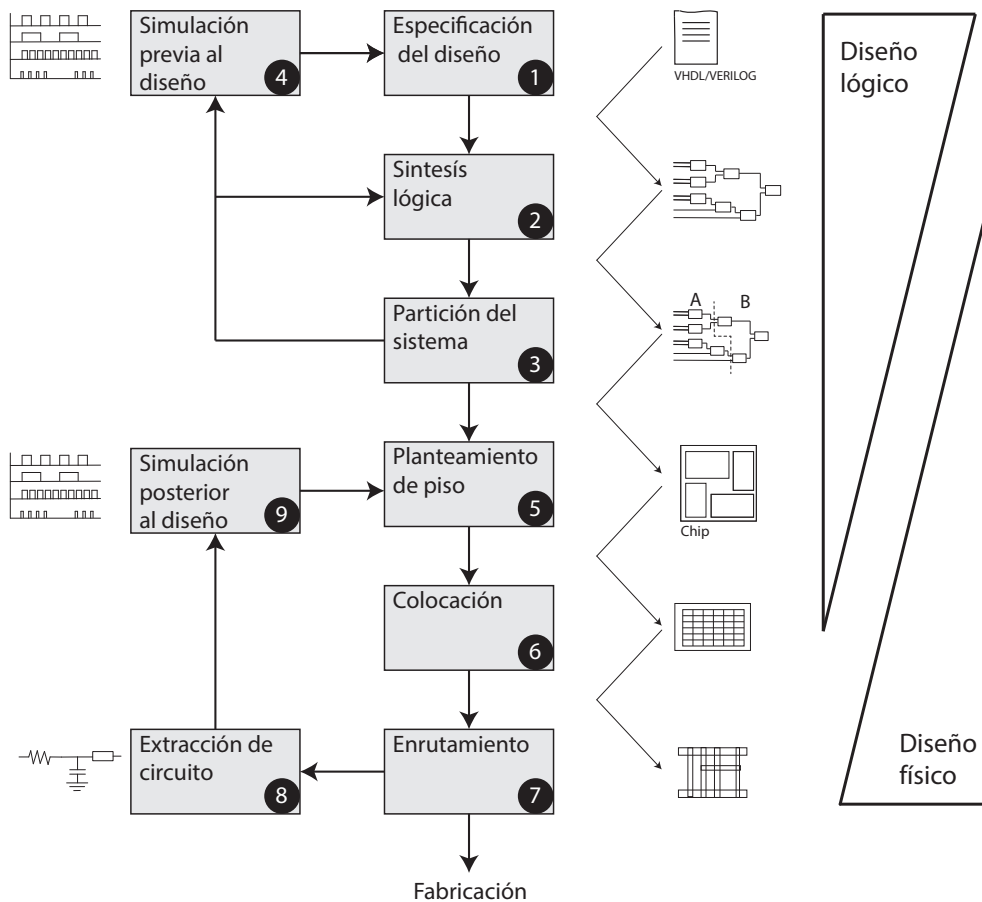 Simulación
previa al
diseño
4
Especificación
del diseño
1
VHDL/VERILOG
Diseño
lógico
Sintesís
lógica
2
Partición del
sistema
3
A B
Simulación
posterior
al diseño
9
Planteamiento
de piso
5
Chip
Colocación
6
Extracción de
circuito
8
Enrutamiento
7
Diseño
físico
Fabricación